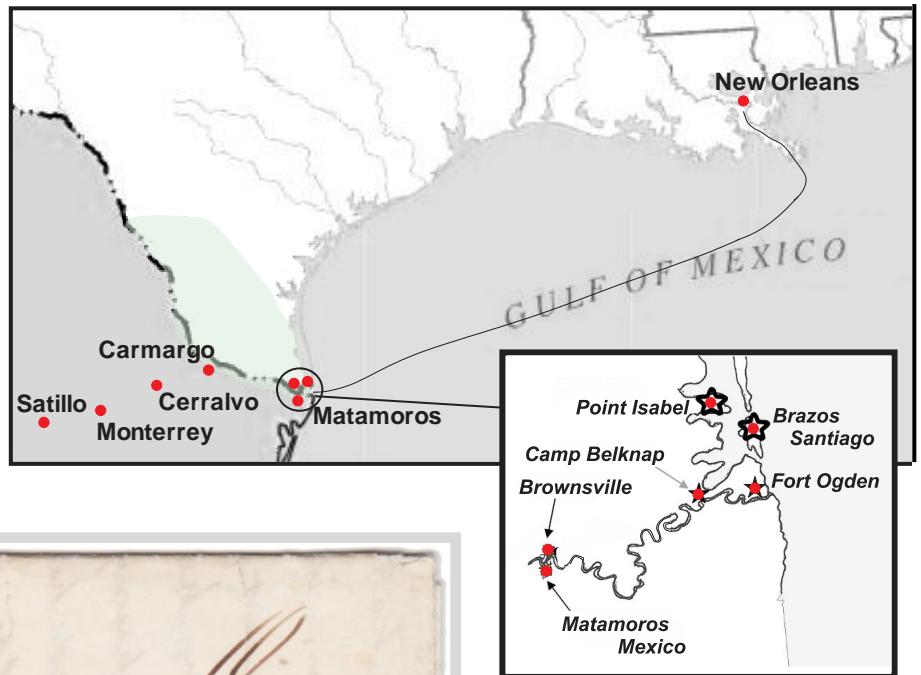 New Orleans
GULF OF MEXICO
Carmargo
Cerralvo
Satillo
Monterrey
Matamoros
Point Isabel
Brazos
Santiago
Camp Belknap
Fort Ogden
Brownsville
Matamoros
Mexico